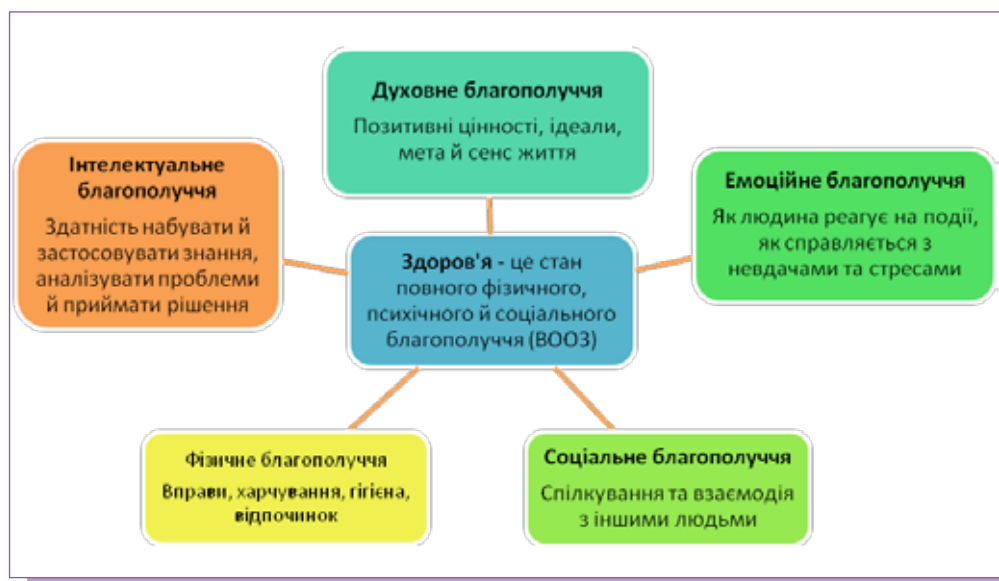 Духовне благополуччя
Позитивні цінності, ідеали,
мета й сенс життя
Інтелектуальне
благополуччя
Здатність набувати й
застосовувати знання,
аналізувати проблеми
й приймати рішення
Емоційне благополуччя
Як людина реагує на події,
як справляється з
невдачами та стресами
Здоров'я - це стан
повного фізичного,
психічного й соціального
благополуччя (ВООЗ)
Фізичне благополуччя
Вправи, харчування, гігієна,
відпочинок
Соціальне благополуччя
Спілкування та взаємодія
з іншими людьми